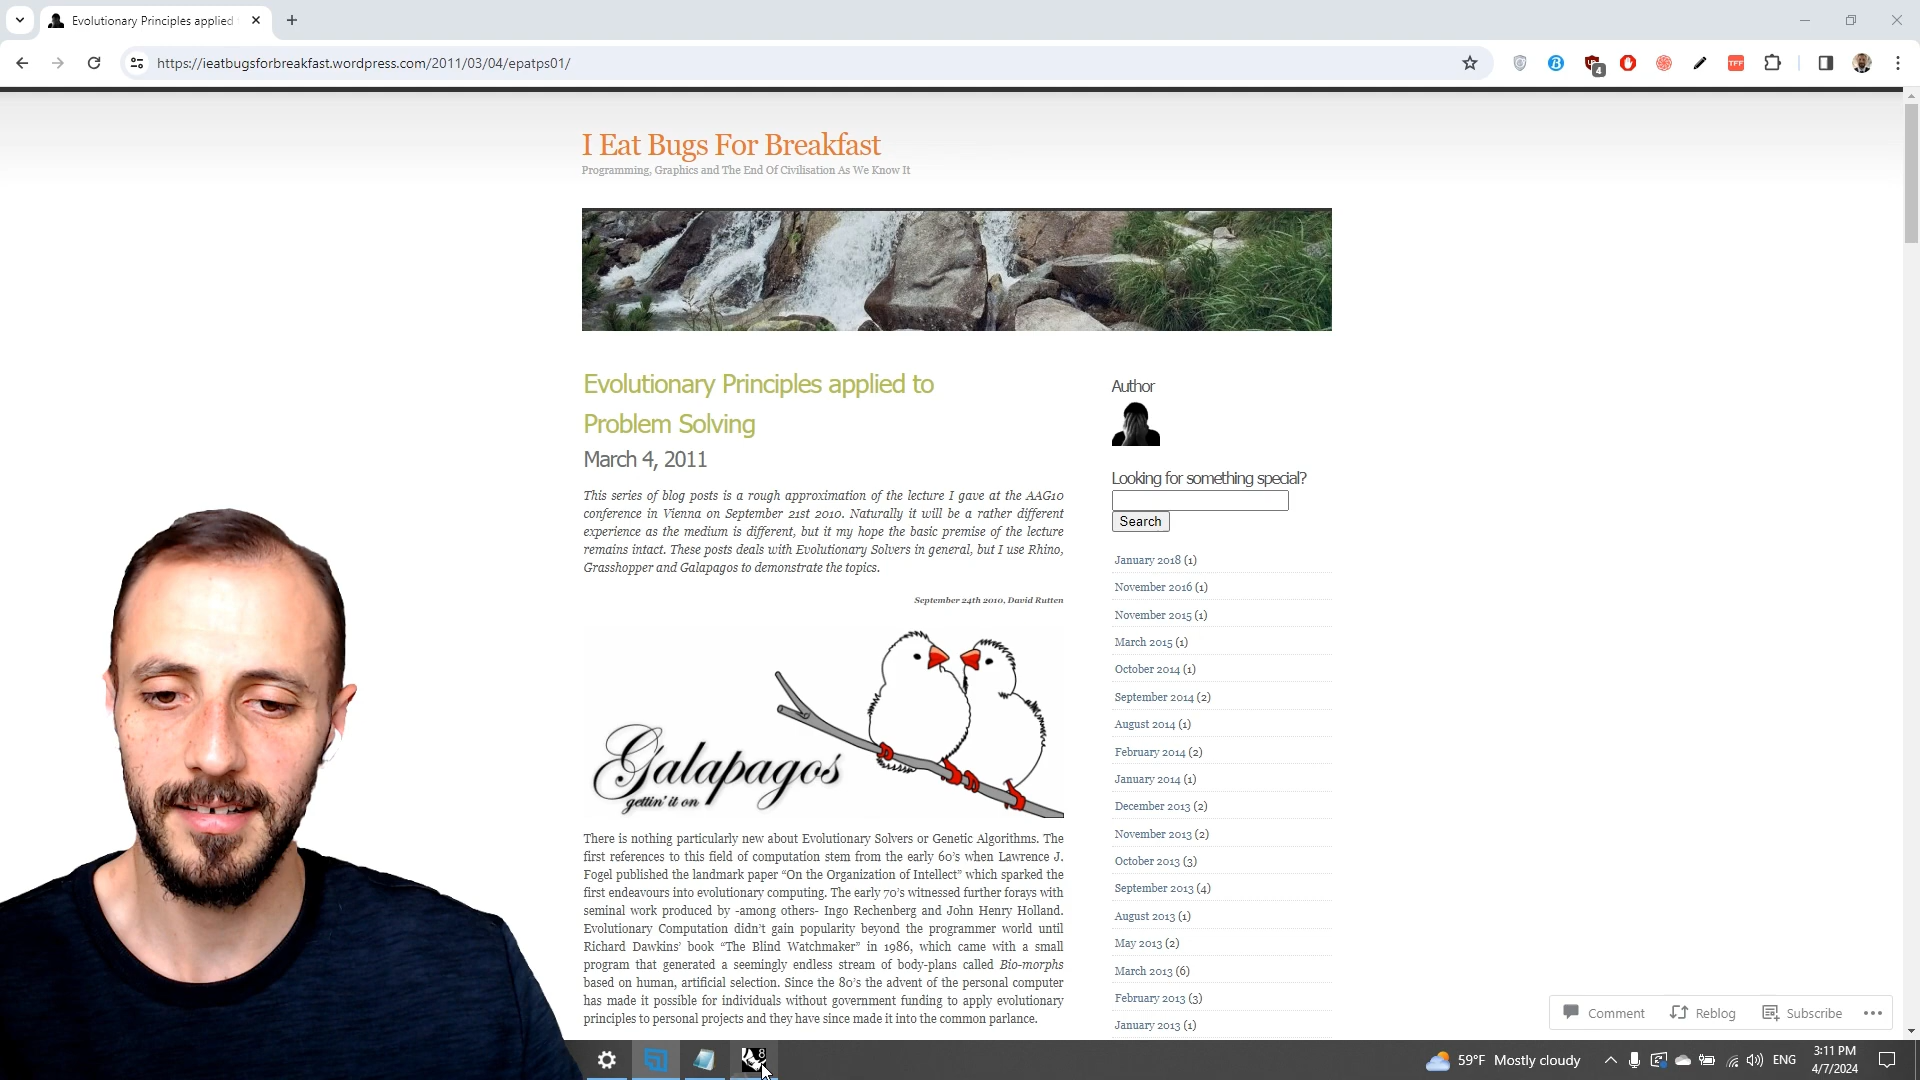 Evolutionary Principles applied
https://ieatbugsforbreakfast.wordpress.com/2011/03/04/epatps01/
4
TFF
I Eat Bugs For Breakfast
Programming, Graphics and The End Of Civilisation As We Know It
Evolutionary Principles applied to
Problem Solving
March 4, 2011
This series of blog posts is a rough approximation of the lecture I gave at the AAG10
conference in Vienna on September 21st 2010. Naturally it will be a rather different
experience as the medium is different, but it my hope the basic premise of the lecture
remains intact. These posts deals with Evolutionary Solvers in general, but I use Rhino,
Grasshopper and Galapagos to demonstrate the topics.
September 24th 2010, David Rutten
Galapagos
gettin' it on
There is nothing particularly new about Evolutionary Solvers or Genetic Algorithms. The
first references to this field of computation stem from the early 60's when Lawrence J.
Fogel published the landmark paper “On the Organization of Intellect” which sparked the
first endeavours into evolutionary computing. The early 70's witnessed further forays with
seminal work produced by -among others- Ingo Rechenberg and John Henry Holland.
Evolutionary Computation didn't gain popularity beyond the programmer world until
Richard Dawkins' book “The Blind Watchmaker” in 1986, which came with a small
program that generated a seemingly endless stream of body-plans called Bio-morphs
based on human, artificial selection. Since the 80's the advent of the personal computer
has made it possible for individuals without government funding to apply evolutionary
principles to personal projects and they have since made it into the common parlance.
Author
Looking for something special?
Search
January 2018 (1)
November 2016 (1)
November 2015 (1)
March 2015 (1)
October 2014 (1)
September 2014 (2)
August 2014 (1)
February 2014 (2)
January 2014 (1)
December 2013 (2)
November 2013 (2)
October 2013 (3)
September 2013 (4)
August 2013 (1)
May 2013 (2)
March 2013 (6)
February 2013 (3)
January 2013 (1)
Comment
Reblog
Subscribe
8
59°F Mostly cloudy
ENG
3:11 PM
4/7/2024